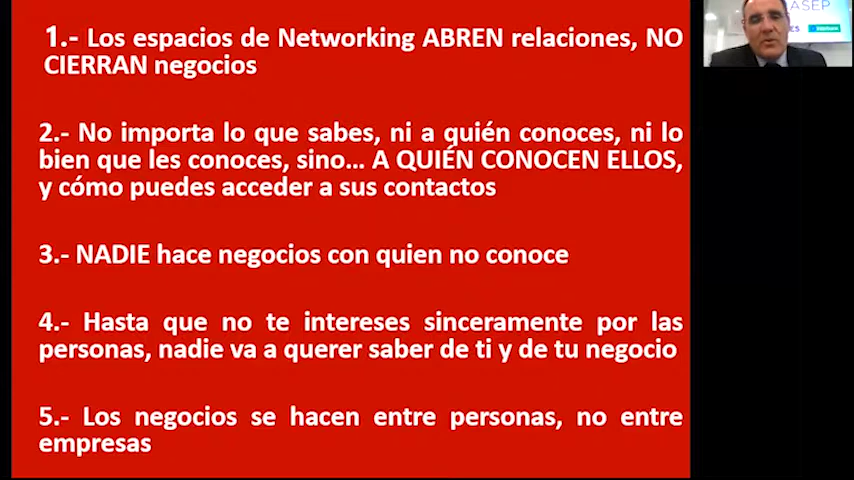 1.- Los espacios de Networking ABREN relaciones, NO
CIERRAN negocios
2.- No importa lo que sabes, ni a quién conoces, ni lo
bien que les conoces, sino... A QUIÉN CONOCEN ELLOS,
y cómo puedes acceder a sus contactos
3.- NADIE hace negocios con quien no conoce
4.- Hasta que no te intereses sinceramente por las
personas, nadie va a querer saber de ti y de tu negocio
5.- Los negocios se hacen entre personas, no entre
empresas
ASEP